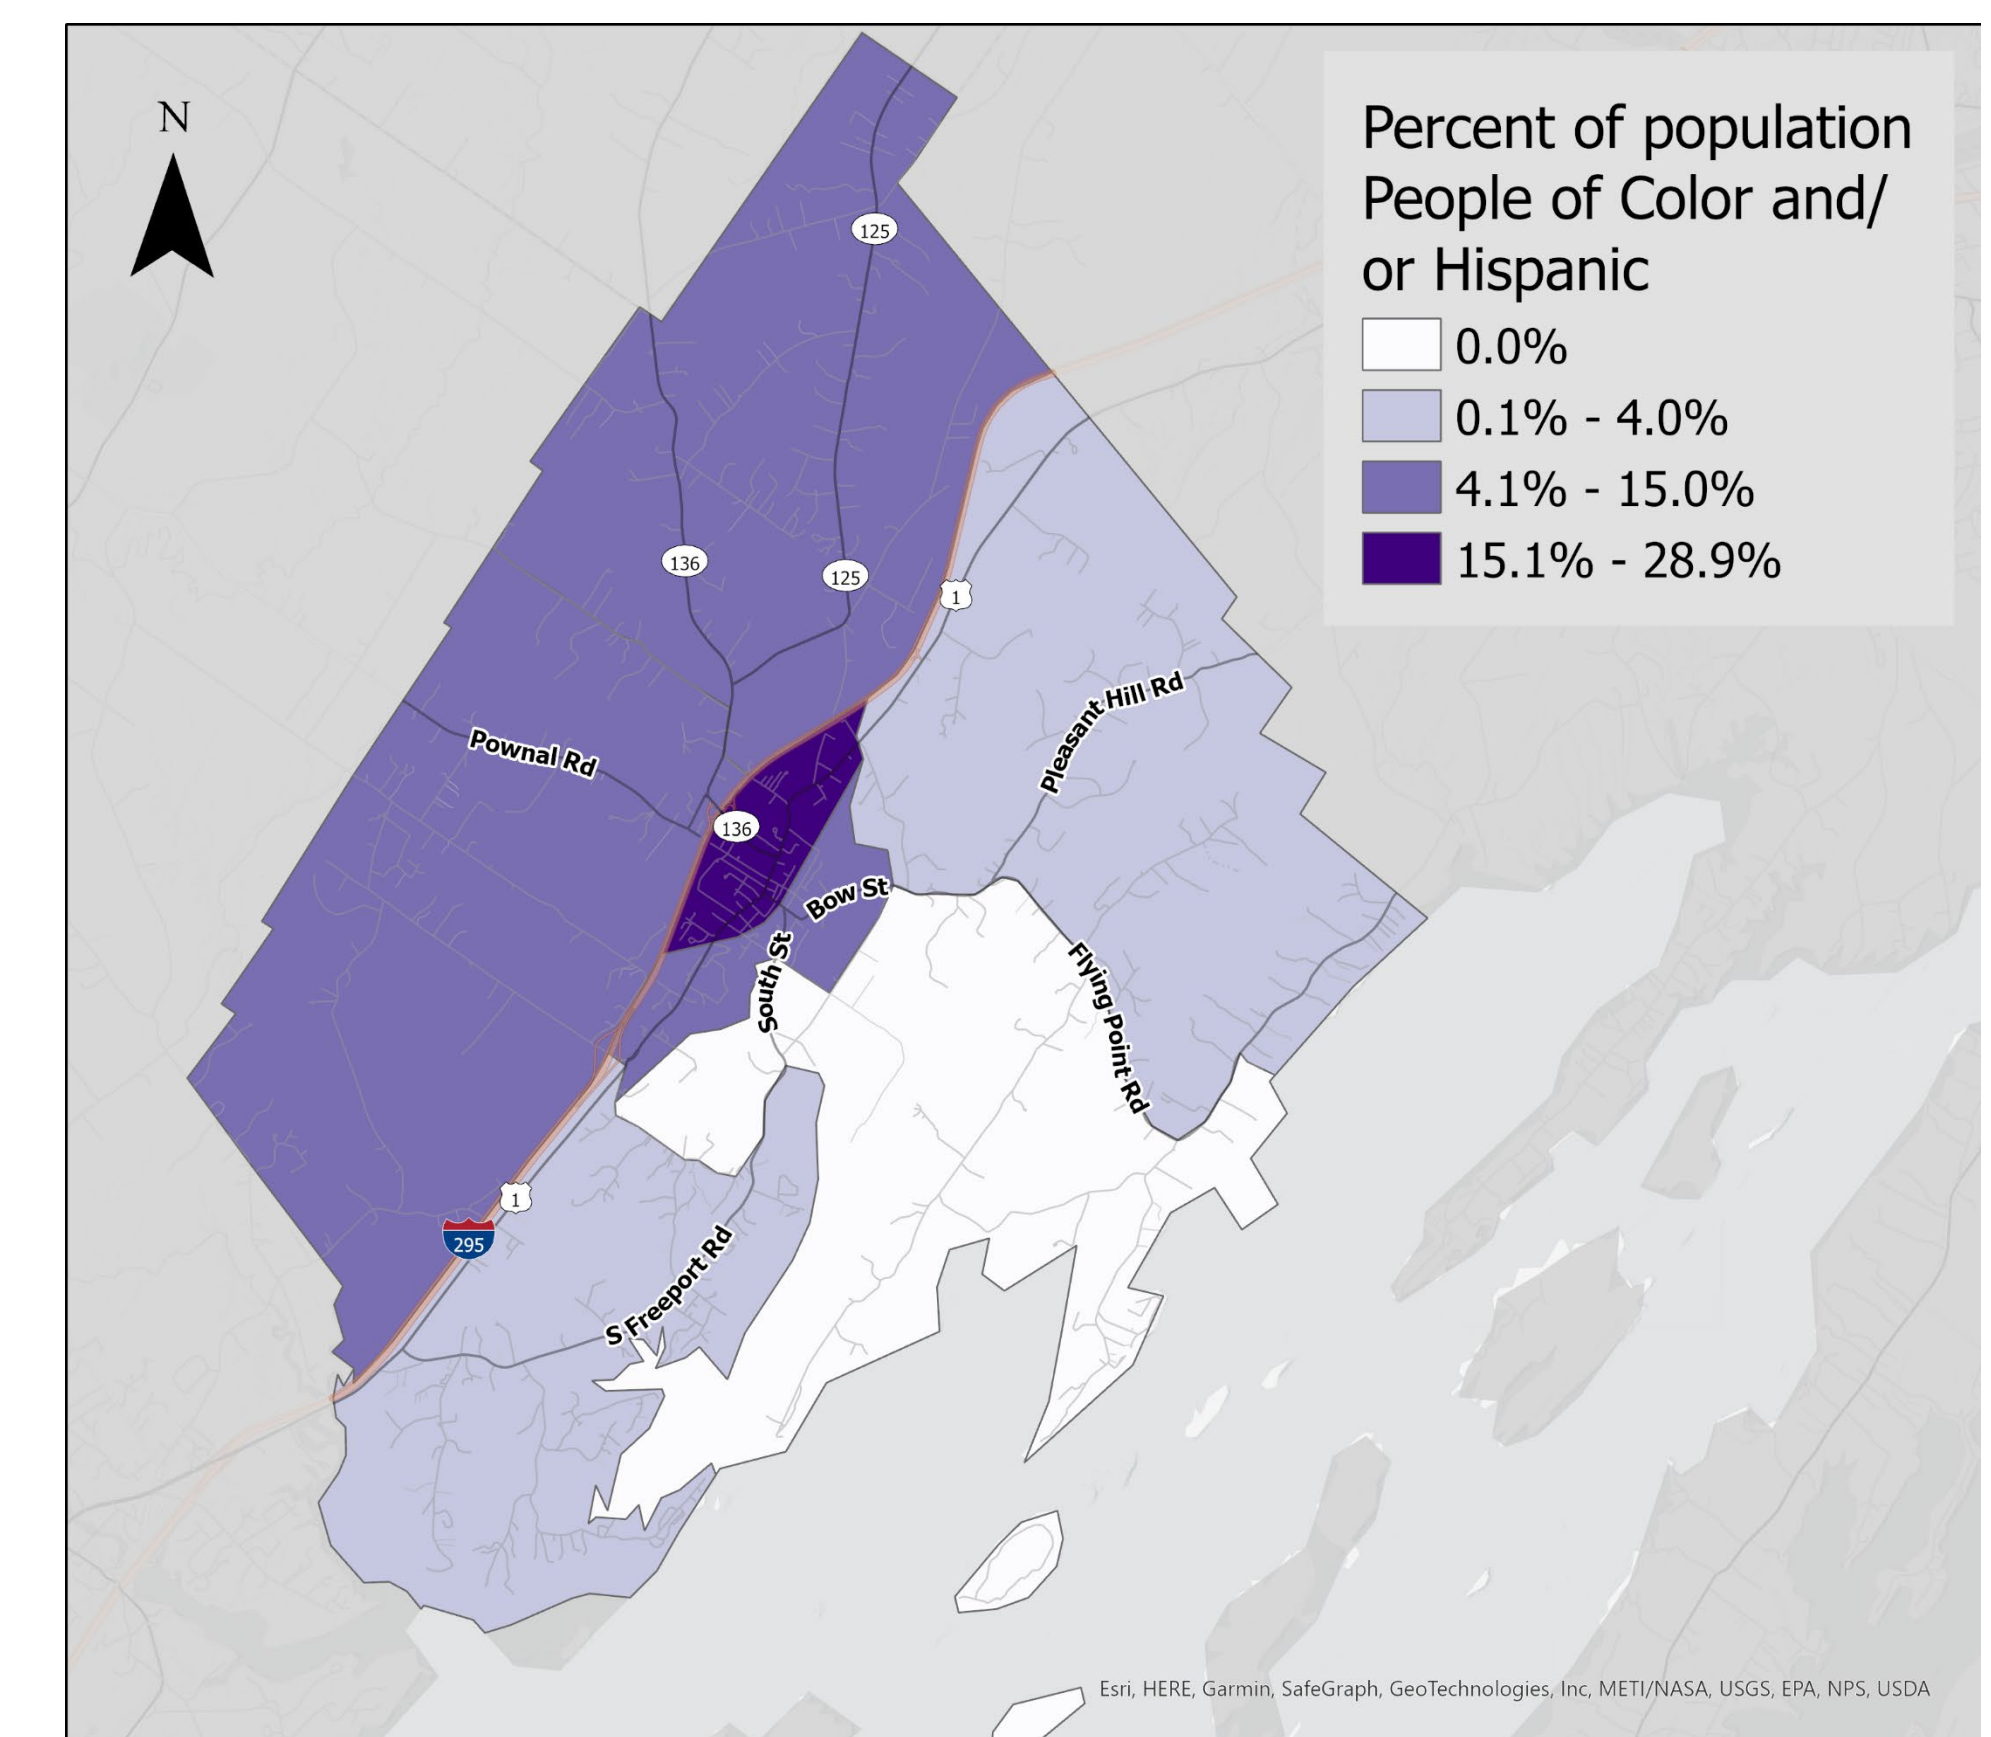 N
Percent of population
People of Color and/
or Hispanic
0.0%
0.1% - 4.0%
4.1% - 15.0%
15.1% - 28.9%
125
136
125
1
Pleasant Hill Rd
Pownal Rd
136
Bow St
South St
Flying Point Rd
1
295
S Freeport Rd
Esri, HERE, Garmin, SafeGraph, GeoTechnologies, Inc, METI/NASA, USGS, EPA, NPS, USDA